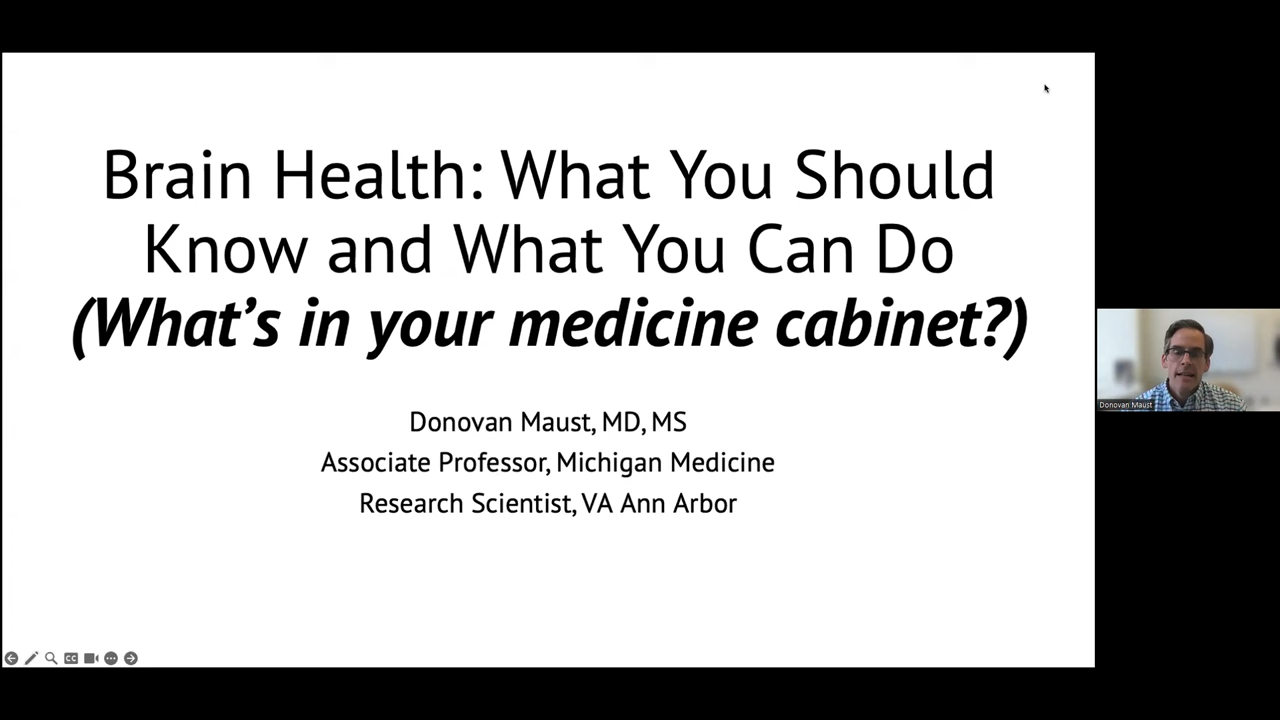 Brain Health: What You Should
Know and What You Can Do
(What's in your medicine cabinet?)
Donovan Maust, MD, MS
Associate Professor, Michigan Medicine
Research Scientist, VA Ann Arbor
Donovan Maust
CC